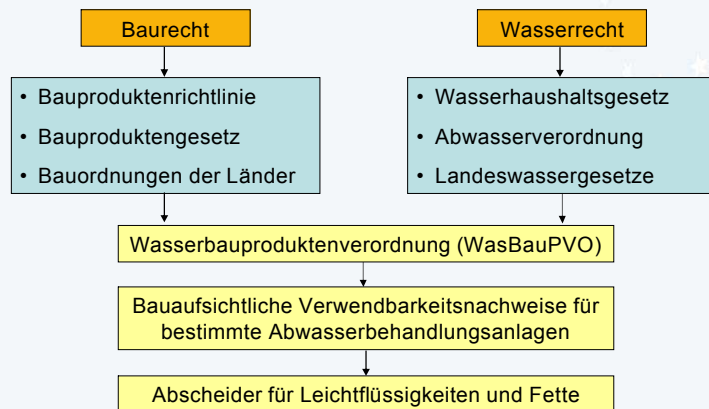 Baurecht
Wasserrecht
• Bauproduktenrichtlinie
• Bauproduktengesetz
• Bauordnungen der Länder
• Wasserhaushaltsgesetz
• Abwasserverordnung
• Landeswassergesetze
Wasserbauproduktenverordnung (WasBauPVO)
Bauaufsichtliche Verwendbarkeitsnachweise für
bestimmte Abwasserbehandlungsanlagen
Abscheider für Leichtflüssigkeiten und Fette